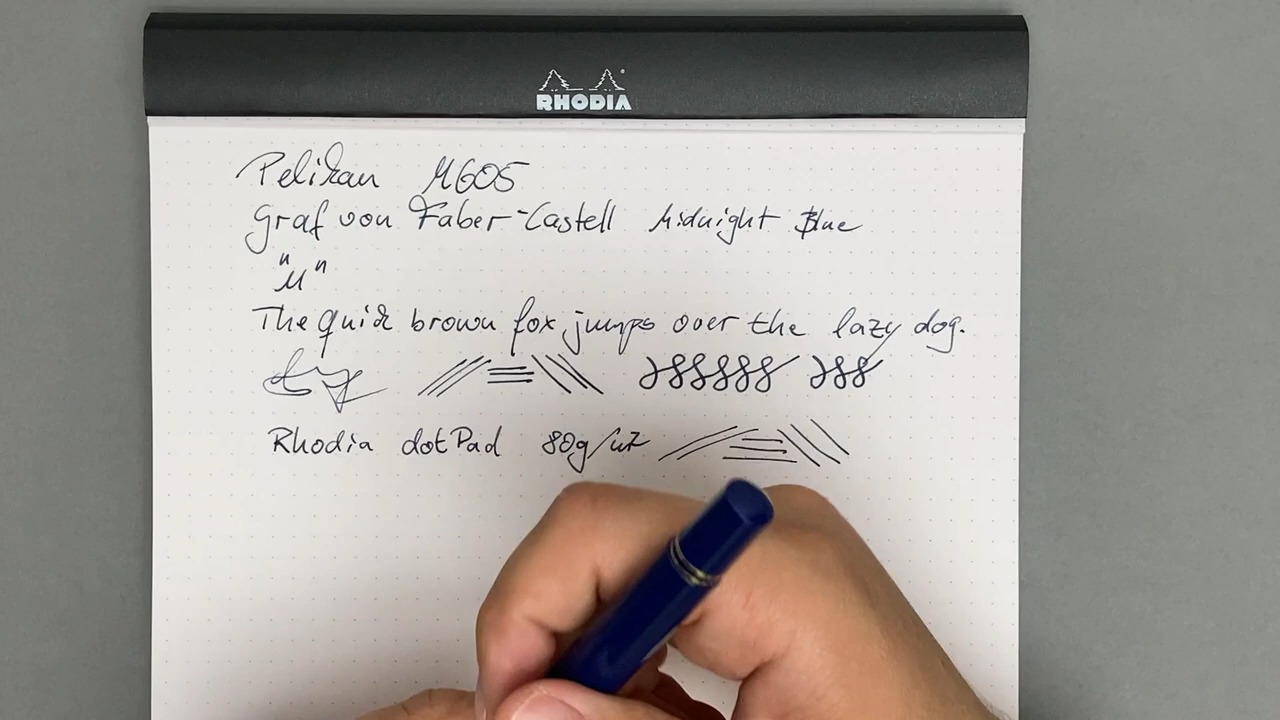 RHODIA
Pelikan M605
Graf von Faber-Castell Midnight Blue
"M"
The quick brown fox jumps over the lazy dog.
Rhodia dotPad 80g/m²